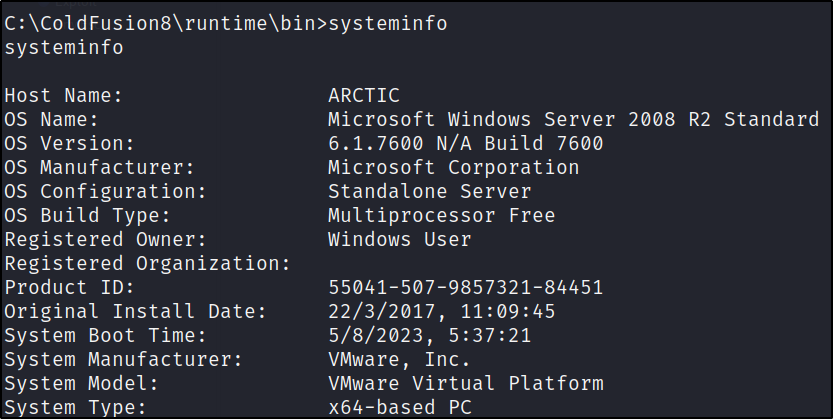 C:\ColdFusion8\runtime\bin>systeminfo
systeminfo
Host Name: ARCTIC
OS Name: Microsoft Windows Server 2008 R2 Standard
OS Version: 6.1.7600 N/A Build 7600
OS Manufacturer: Microsoft Corporation
OS Configuration: Standalone Server
OS Build Type: Multiprocessor Free
Registered Owner: Windows User
Registered Organization:
Product ID: 55041-507-9857321-84451
Original Install Date: 22/3/2017, 11:09:45
System Boot Time: 5/8/2023, 5:37:21
System Manufacturer: VMware, Inc.
System Model: VMware Virtual Platform
System Type: x64-based PC